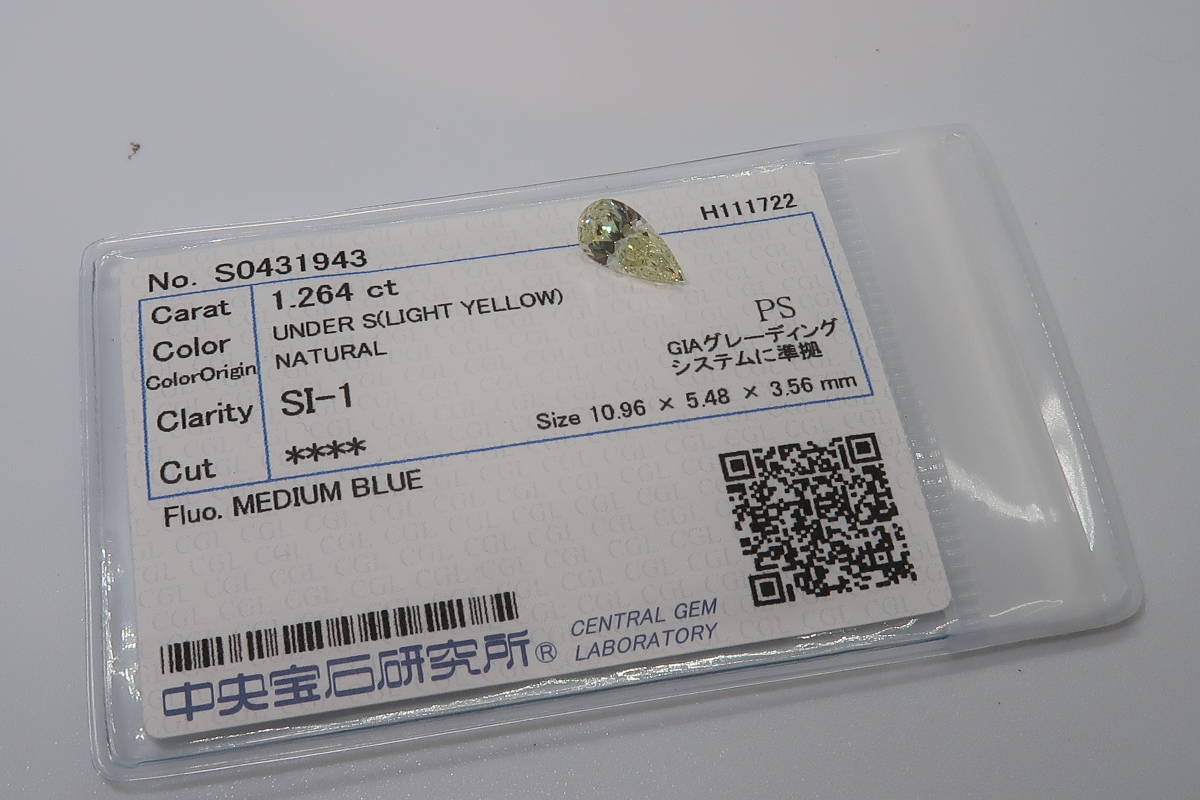 No. S0431943
H111722
Carat 1.264 ct
Color UNDER S(LIGHT YELLOW)
ColorOrigin NATURAL
Clarity SI-1
Cut ****
PS
GIAグレーディング
システムに準拠
Size 10.96 × 5.48 × 3.56 mm
Fluo. MEDIUM BLUE
中央宝石研究所®
CENTRAL GEM
LABORATORY